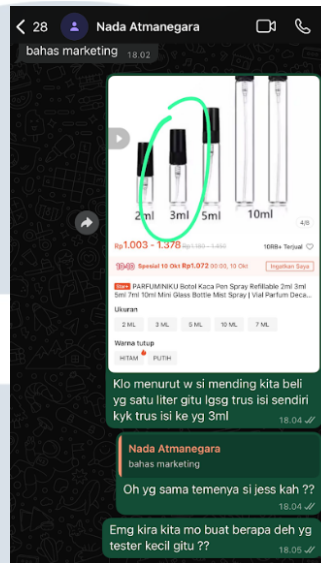 28
Nada Atmanegara
bahas marketing 18.02
2ml 3ml 5ml 10ml
4/8
Rp1.003 - 1.378
10RB+ Terjual
10.10 Spesial 10 Okt Rp1.072 00:00, 10 Okt
Ingatkan Saya
PARFUMINIKU Botol Kaca Pen Spray Refillable 2ml 3ml
5ml 7ml 10ml Mini Glass Bottle Mist Spray | Vial Parfum Deca...
Ukuran
2 ML 3 ML 5 ML 10 ML 7 ML
Warna tutup
HITAM PUTIH
Klo menurut w si mending kita beli
yg satu liter gitu lgsg trus isi sendiri
kyk trus isi ke yg 3ml
18.04
Nada Atmanegara
bahas marketing
Oh yg sama temenya si jess kah ??
18.04
Emg kira kita mo buat berapa deh yg
tester kecil gitu ??
18.05